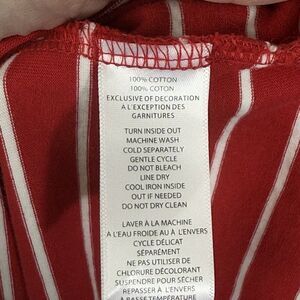 100% COTTON
100% COTON
EXCLUSIVE OF DECORATION
A L'EXCEPTION DES
GARNITURES
TURN INSIDE OUT
MACHINE WASH
COLD SEPARATELY
GENTLE CYCLE
DO NOT BLEACH
LINE DRY
COOL IRON INSIDE
OUT IF NEEDED
DO NOT DRY CLEAN
LAVER À LA MACHINE
A L'EAU FROIDE AU À L'ENVERS
CYCLE DÉLICAT
SÉPARÉMENT
NE PAS UTILISER DE
CHLORURE DÉCOLORANT
SUSPENDRE POUR SÉCHER
REPASSER À L'ENVERS
À BASSE TEMPÉRATURE